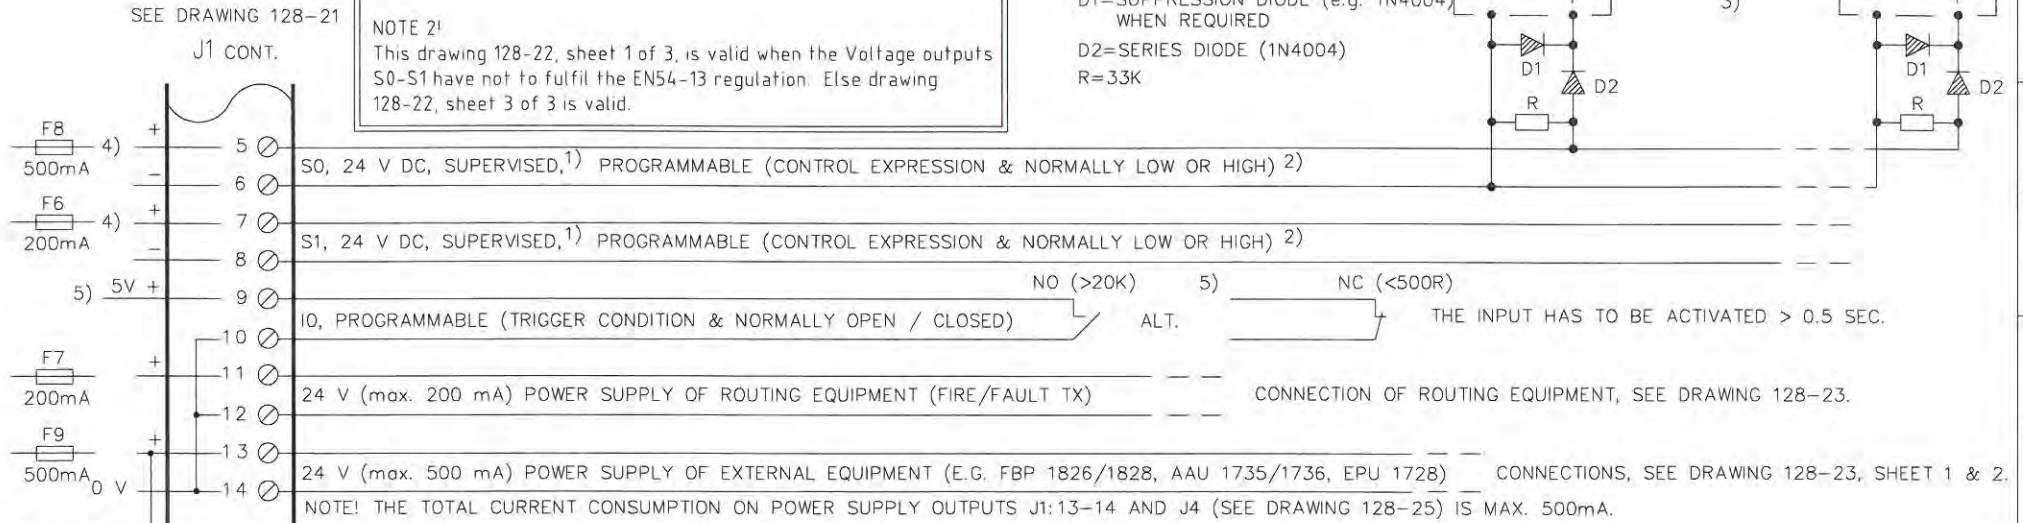 SEE DRAWING 128-21
J1 CONT.
NOTE 2!
This drawing 128-22, sheet 1 of 3, is valid when the Voltage outputs
S0-S1 have not to fulfil the EN54-13 regulation. Else drawing
128-22, sheet 3 of 3 is valid.
D1=SUPPRESSION DIODE (e.g. 1N4004)
WHEN REQUIRED
D2=SERIES DIODE (1N4004)
R=33K
3)
D1
D2
R
D1
D2
R
F8
500mA
4)
+
5
S0, 24 V DC, SUPERVISED,1) PROGRAMMABLE (CONTROL EXPRESSION & NORMALLY LOW OR HIGH) 2)
−
6
F6
200mA
4)
+
7
S1, 24 V DC, SUPERVISED,1) PROGRAMMABLE (CONTROL EXPRESSION & NORMALLY LOW OR HIGH) 2)
−
8
5) 5V +
9
NO (>20K) 5) NC (<500R)
I0, PROGRAMMABLE (TRIGGER CONDITION & NORMALLY OPEN / CLOSED)
ALT.
THE INPUT HAS TO BE ACTIVATED > 0.5 SEC.
10
F7
200mA
+
11
24 V (max. 200 mA) POWER SUPPLY OF ROUTING EQUIPMENT (FIRE/FAULT TX)
CONNECTION OF ROUTING EQUIPMENT, SEE DRAWING 128-23.
12
F9
500mA
+
13
24 V (max. 500 mA) POWER SUPPLY OF EXTERNAL EQUIPMENT (E.G. FBP 1826/1828, AAU 1735/1736, EPU 1728)
CONNECTIONS, SEE DRAWING 128-23, SHEET 1 & 2.
0 V
14
NOTE! THE TOTAL CURRENT CONSUMPTION ON POWER SUPPLY OUTPUTS J1:13-14 AND J4 (SEE DRAWING 128-25) IS MAX. 500mA.